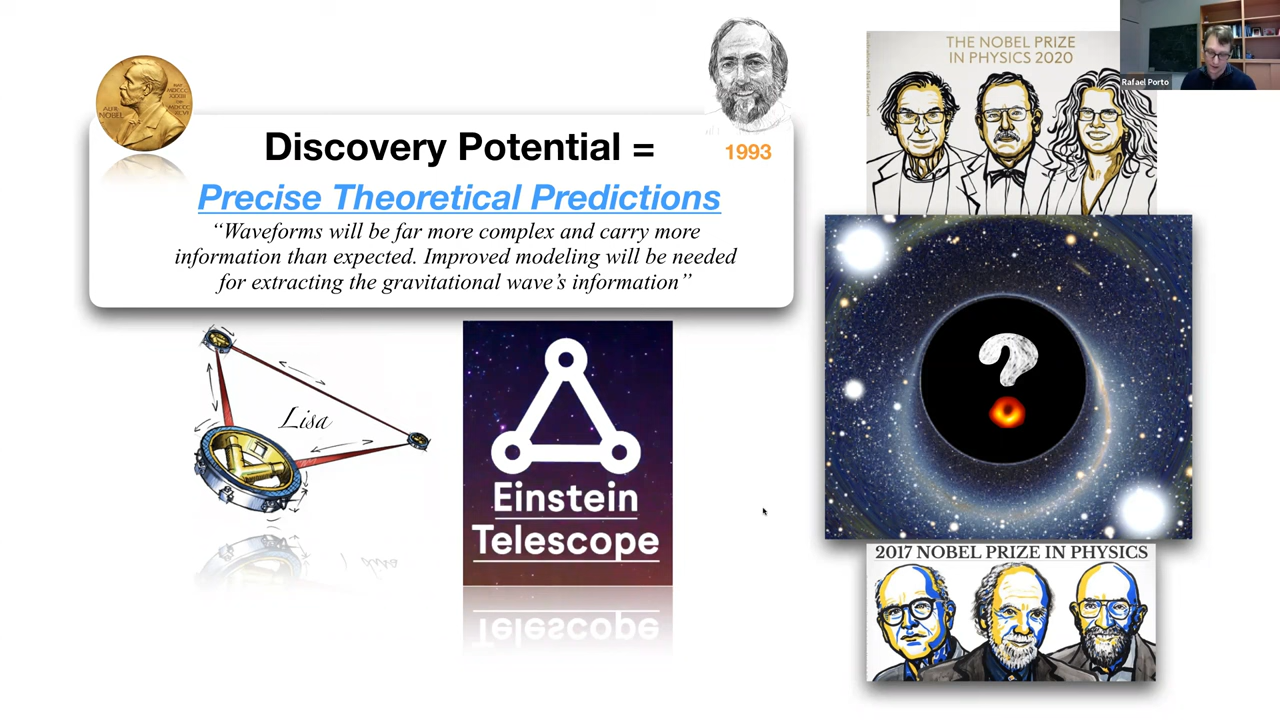 THE NOBEL PRIZE
IN PHYSICS 2020
Rafael Porto
Discovery Potential =
1993
Precise Theoretical Predictions
“Waveforms will be far more complex and carry more
information than expected. Improved modeling will be needed
for extracting the gravitational wave’s information”
Lisa
?
Einstein
Telescope
2017 NOBEL PRIZE IN PHYSICS